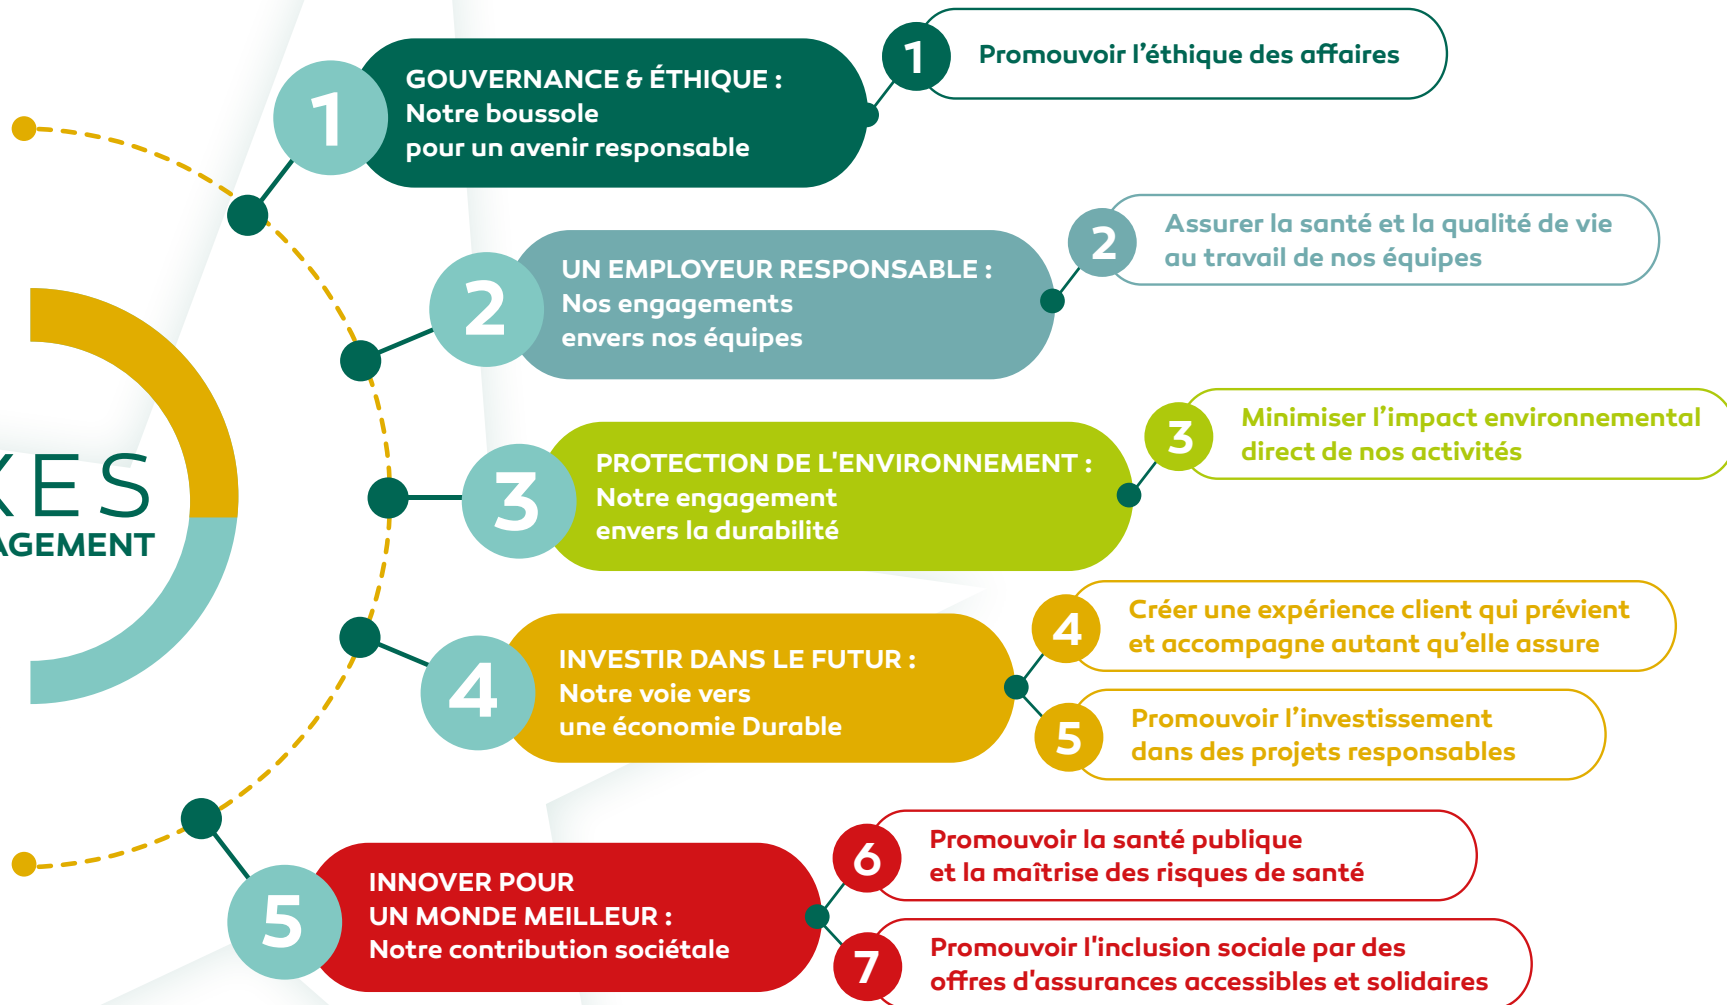 XES
AGEMENT
1
GOUVERNANCE & ÉTHIQUE :
Notre boussole
pour un avenir responsable
1
Promouvoir l’éthique des affaires
2
UN EMPLOYEUR RESPONSABLE :
Nos engagements
envers nos équipes
2
Assurer la santé et la qualité de vie
au travail de nos équipes
3
PROTECTION DE L'ENVIRONNEMENT :
Notre engagement
envers la durabilité
3
Minimiser l’impact environnemental
direct de nos activités
4
INVESTIR DANS LE FUTUR :
Notre voie vers
une économie Durable
4
Créer une expérience client qui prévient
et accompagne autant qu’elle assure
5
Promouvoir l’investissement
dans des projets responsables
5
INNOVER POUR
UN MONDE MEILLEUR :
Notre contribution sociétale
6
Promouvoir la santé publique
et la maîtrise des risques de santé
7
Promouvoir l'inclusion sociale par des
offres d'assurances accessibles et solidaires